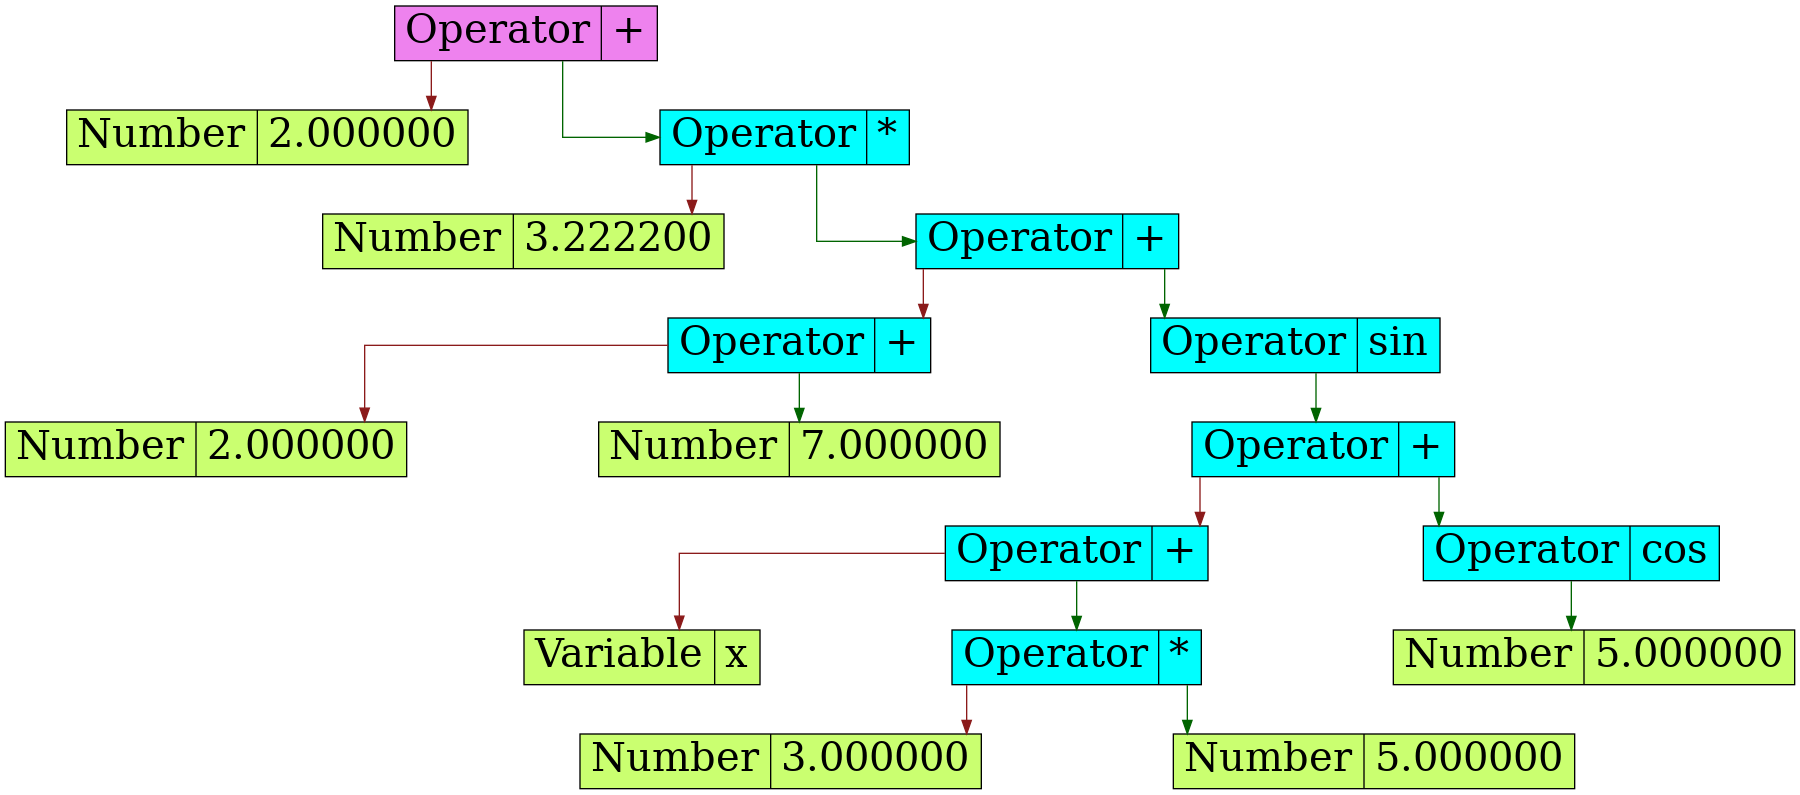 Operator +
Number 2.000000
Operator *
Number 3.222200
Operator +
Operator +
Operator sin
Number 2.000000
Number 7.000000
Operator +
Operator +
Operator cos
Variable x
Operator *
Number 5.000000
Number 3.000000
Number 5.000000